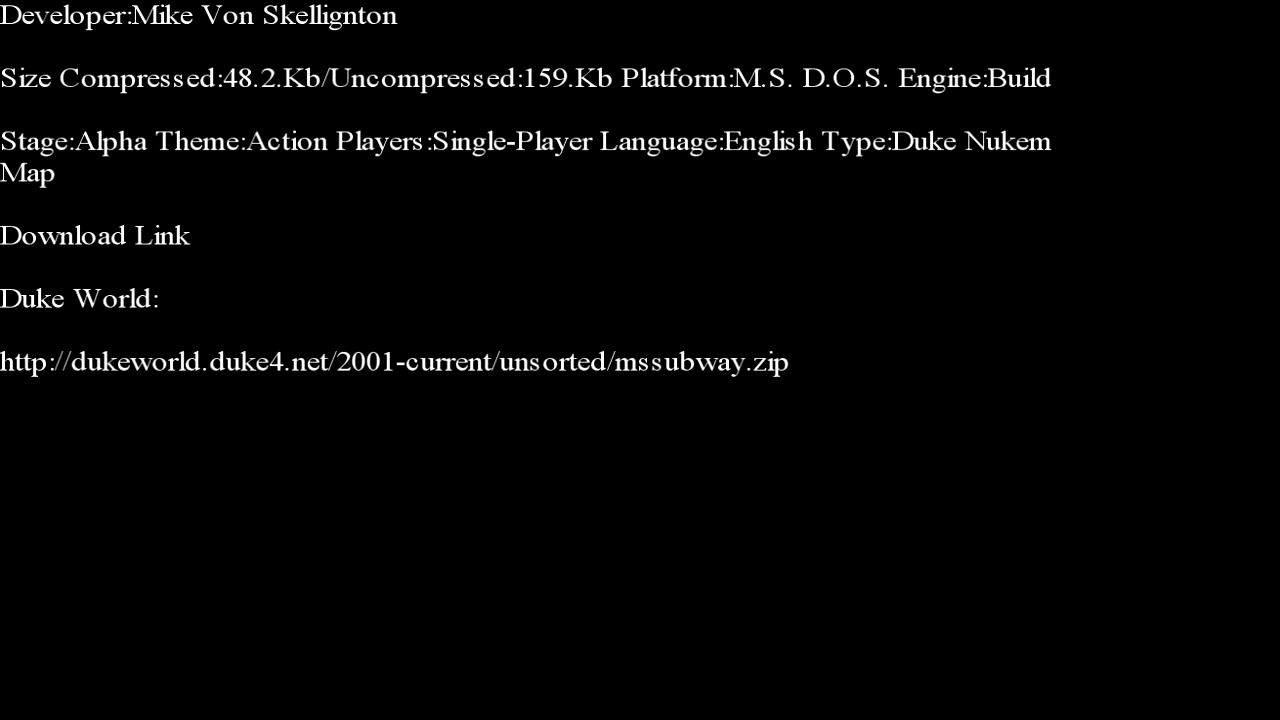 Developer:Mike Von Skellignton
Size Compressed:48.2.Kb/Uncompressed:159.Kb Platform:M.S. D.O.S. Engine:Build
Stage:Alpha Theme:Action Players:Single-Player Language:English Type:Duke Nukem
Map
Download Link
Duke World:
http://dukeworld.duke4.net/2001-current/unsorted/mssubway.zip